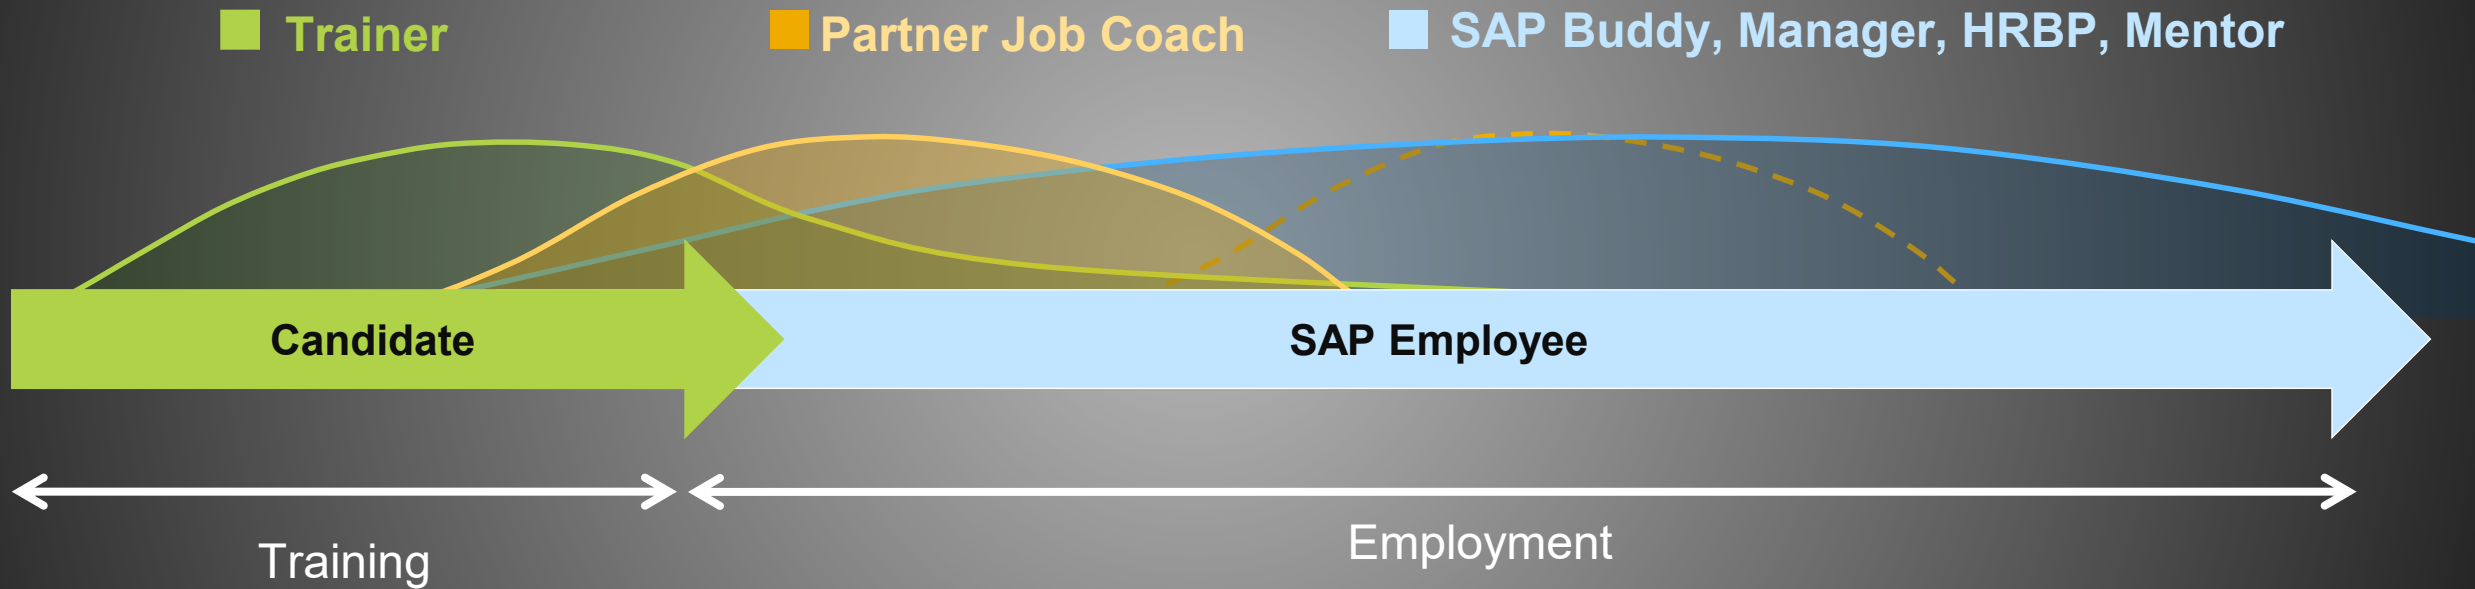 Trainer
Partner Job Coach
SAP Buddy, Manager, HRBP, Mentor
Candidate
SAP Employee
Training
Employment